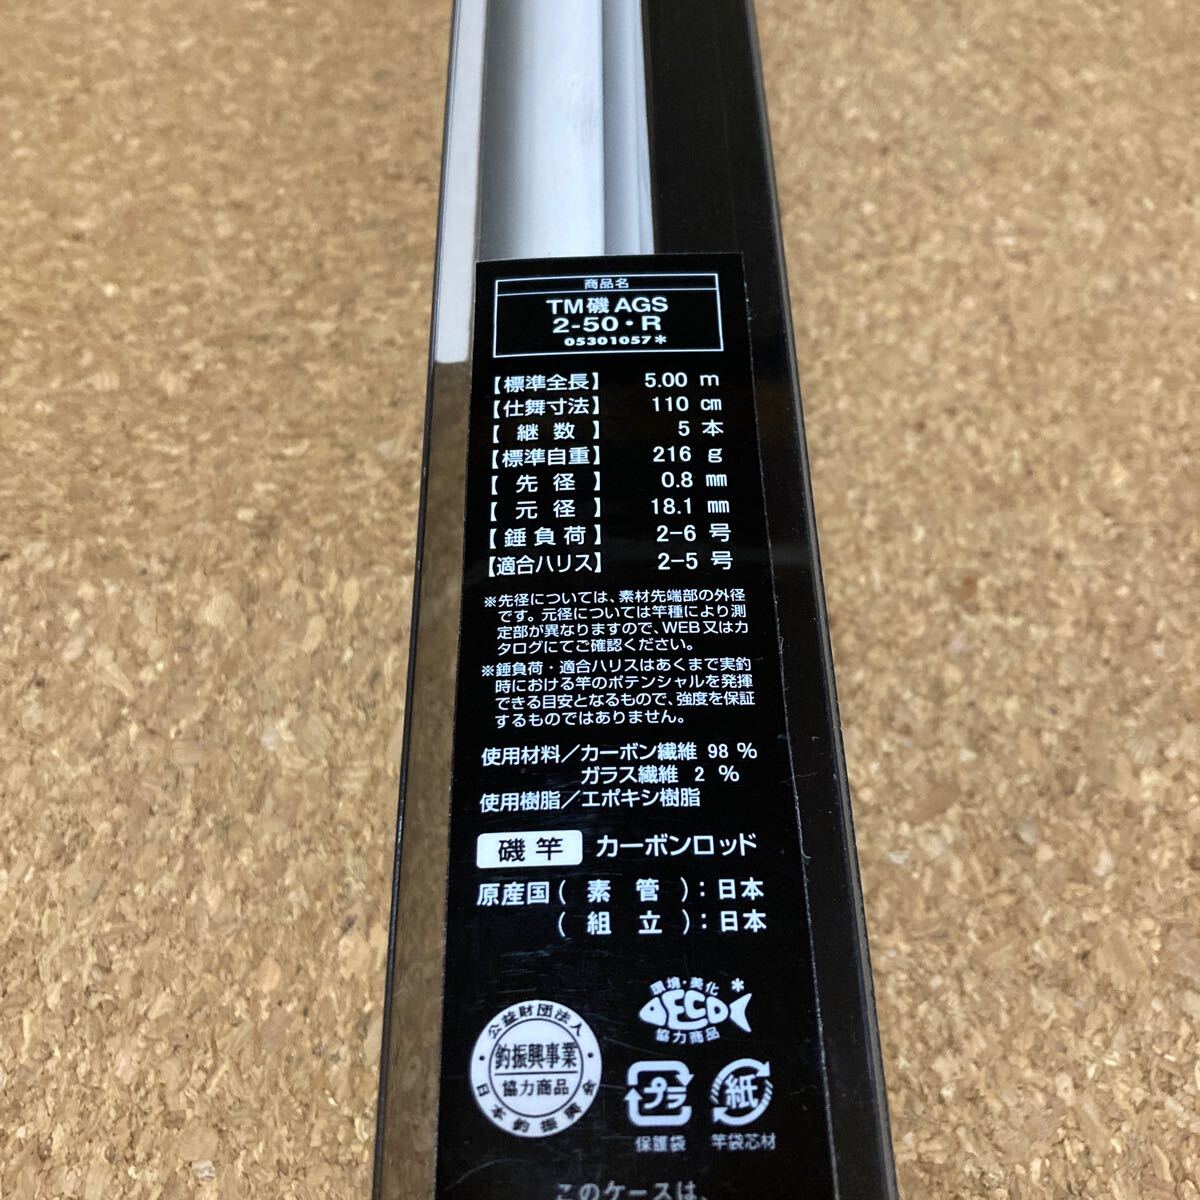 商品名
TM磯AGS
2-50・R
05301057*
【標準全長】 5.00 m
【仕舞寸法】 110 cm
【継数】 5 本
【標準自重】 216 g
【先径】 0.8 mm
【元径】 18.1 mm
【錘負荷】 2-6 号
【適合ハリス】 2-5 号
※先径については、素材先端部の外径
です。元径については竿種により測
定部が異なりますので、WEB又はカ
タログにてご確認ください。
※錘負荷・適合ハリスはあくまで実釣
時における竿のポテンシャルを発揮
できる目安となるもので、強度を保証
するものではありません。
使用材料/カーボン繊維 98 %
ガラス繊維 2 %
使用樹脂/エポキシ樹脂
磯竿 カーボンロッド
原産国(素管):日本
(組立):日本
環境・美化
ECO
協力商品
公益財団法人
釣振興事業
協力商品
日本釣振興会
プラ
保護袋
紙
竿袋芯材
このケースは、